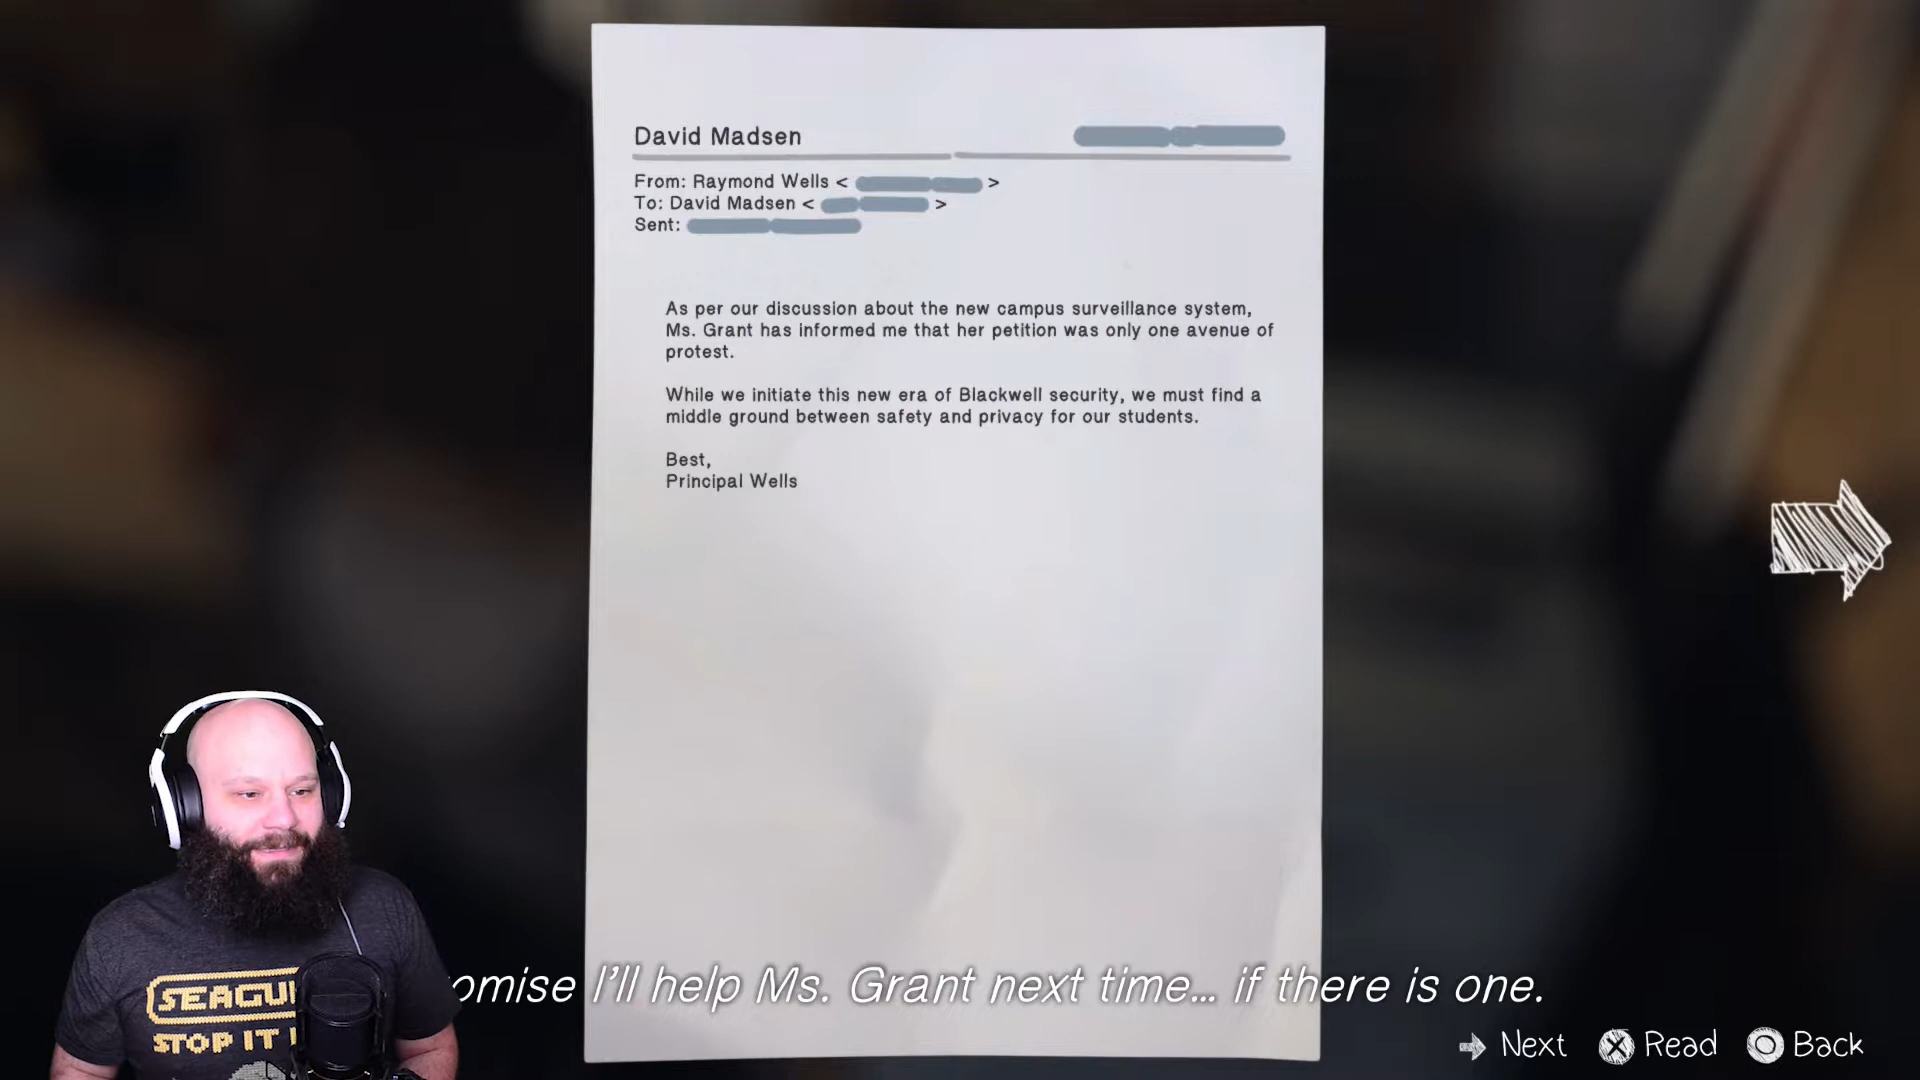 David Madsen
From: Raymond Wells < >
To: David Madsen < >
Sent:
As per our discussion about the new campus surveillance system,
Ms. Grant has informed me that her petition was only one avenue of
protest.
While we initiate this new era of Blackwell security, we must find a
middle ground between safety and privacy for our students.
Best,
Principal Wells
I'll help Ms. Grant next time... if there is one.
STOP IT
Next Read Back